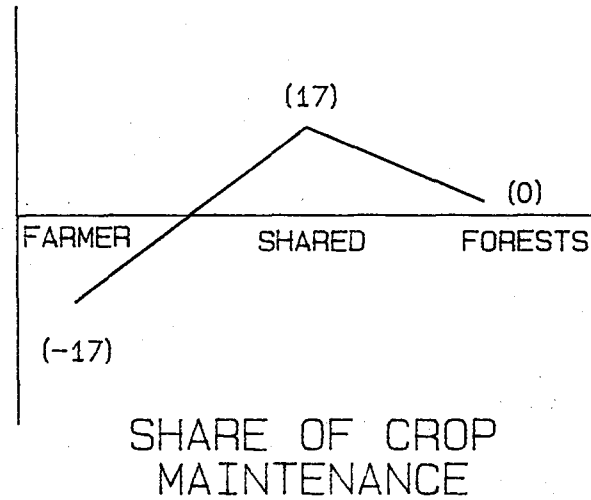 (17)
(0)
FARMER SHARED FORESTS
(-17)
SHARE OF CROP
MAINTENANCE